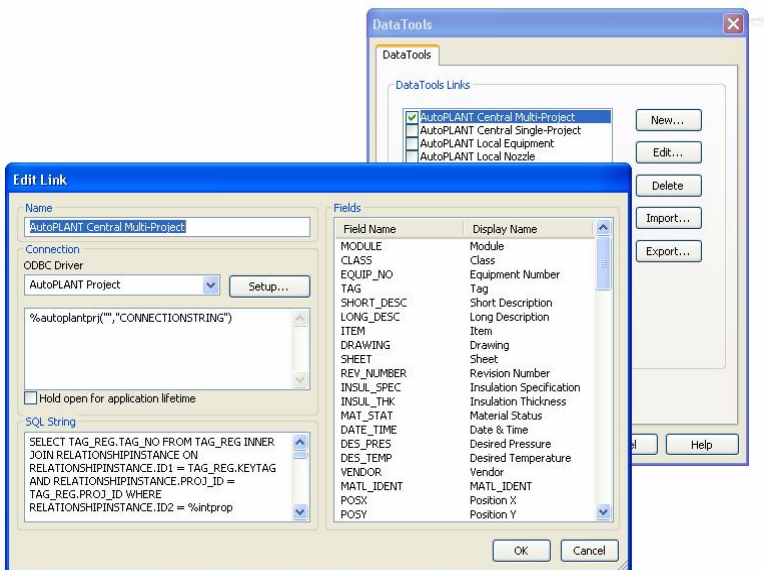 DataTools
DataTools
DataTools Links
AutoPLANT Central Multi-Project
AutoPLANT Central Single-Project
AutoPLANT Local Equipment
AutoPLANT Local Nozzle
New...
Edit...
Delete
Import...
Export...
Help
Edit Link
Name
AutoPLANT Central Multi-Project
Connection
ODBC Driver
AutoPLANT Project
Setup...
%autoplantprj("","CONNECTIONSTRING")
Hold open for application lifetime
SQL String
SELECT TAG_REG.TAG_NO FROM TAG_REG INNER
JOIN RELATIONSHIPINSTANCE ON
RELATIONSHIPINSTANCE.ID1 = TAG_REG.KEYTAG
AND RELATIONSHIPINSTANCE.PROJ_ID =
TAG_REG.PROJ_ID WHERE
RELATIONSHIPINSTANCE.ID2 = %intprop
Fields
Field Name Display Name
MODULE Module
CLASS Class
EQUIP_NO Equipment Number
TAG Tag
SHORT_DESC Short Description
LONG_DESC Long Description
ITEM Item
DRAWING Drawing
SHEET Sheet
REV_NUMBER Revision Number
INSUL_SPEC Insulation Specification
INSUL_THK Insulation Thickness
MAT_STAT Material Status
DATE_TIME Date & Time
DES_PRES Desired Pressure
DES_TEMP Desired Temperature
VENDOR Vendor
MATL_IDENT MATL_IDENT
POSX Position X
POSY Position Y
OK
Cancel